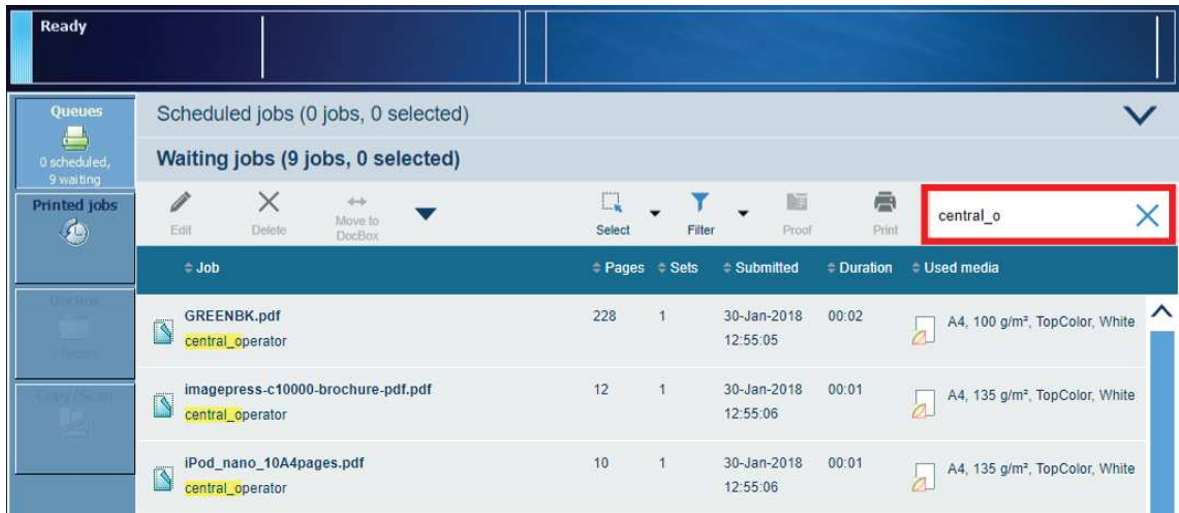 Ready
Queues
0 scheduled,
9 waiting
Printed jobs
DocBox
Copy/Scan
Scheduled jobs (0 jobs, 0 selected)
Waiting jobs (9 jobs, 0 selected)
Edit
Delete
Move to
DocBox
Select
Filter
Proof
Print
central_o
Job Pages Sets Submitted Duration Used media
GREENBK.pdf 228 1 30-Jan-2018 00:02 A4, 100 g/m², TopColor, White
central_operator 12:55:05
imagepress-c10000-brochure-pdf.pdf 12 1 30-Jan-2018 00:01 A4, 135 g/m², TopColor, White
central_operator 12:55:06
iPod_nano_10A4pages.pdf 10 1 30-Jan-2018 00:01 A4, 135 g/m², TopColor, White
central_operator 12:55:06